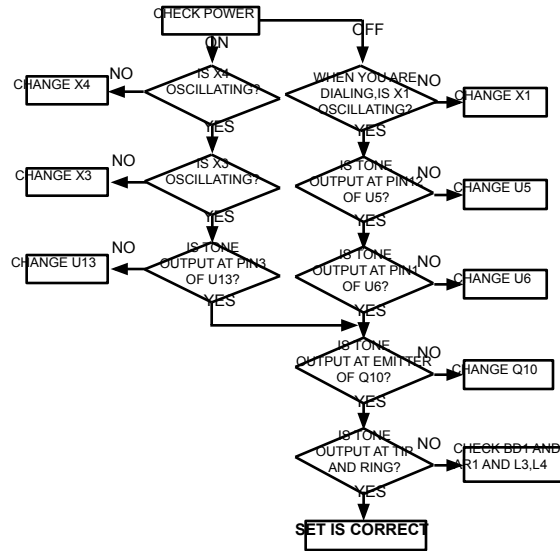 CHECK POWER
ON
OFF
IS X4
OSCILLATING?
NO
CHANGE X4
YES
IS X3
OSCILLATING?
NO
CHANGE X3
YES
IS TONE
OUTPUT AT PIN3
OF U13?
NO
CHANGE U13
YES
WHEN YOU ARE
DIALING,IS X1
OSCILLATING?
NO
CHANGE X1
YES
IS TONE
OUTPUT AT PIN12
OF U5?
NO
CHANGE U5
YES
IS TONE
OUTPUT AT PIN1
OF U6?
NO
CHANGE U6
YES
IS TONE
OUTPUT AT EMITTER
OF Q10?
NO
CHANGE Q10
YES
IS TONE
OUTPUT AT TIP
AND RING?
NO
CHECK BD1 AND
AR1 AND L3,L4
YES
SET IS CORRECT